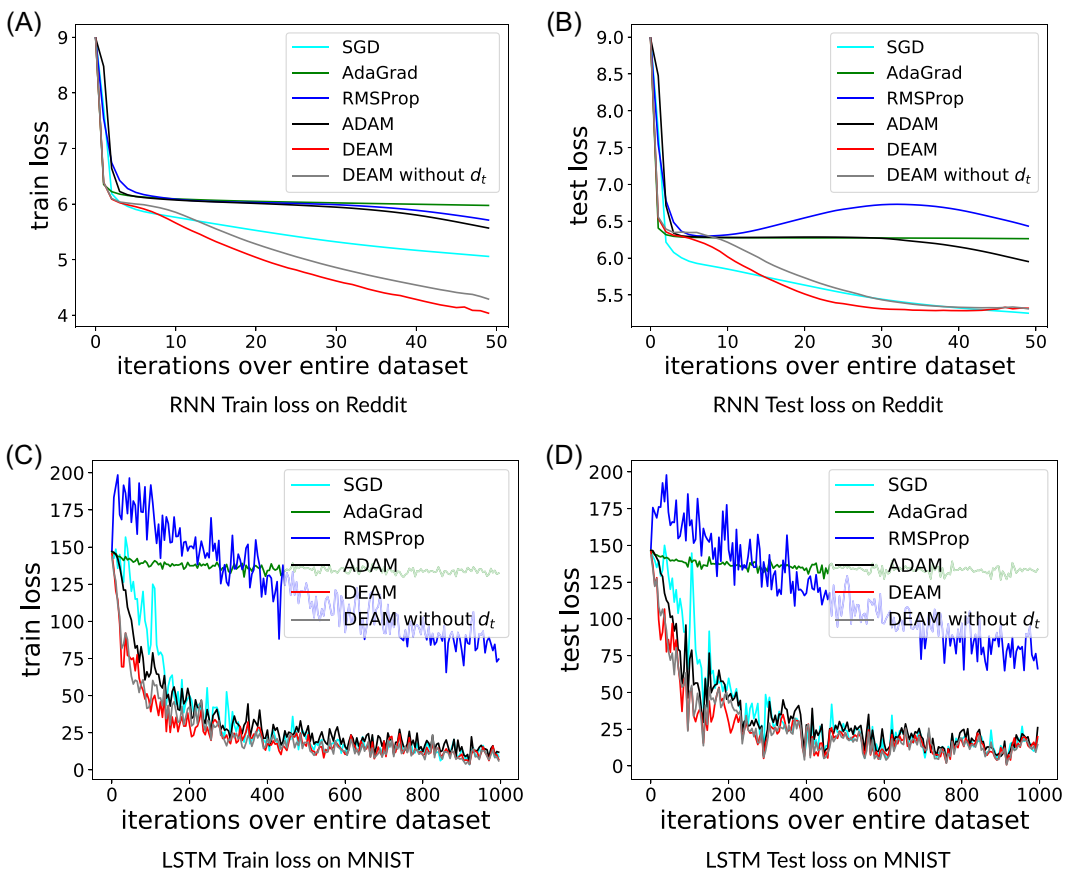 (A)
9
8
7
6
5
4
train loss
SGD
AdaGrad
RMSProp
ADAM
DEAM
DEAM without d_t
0 10 20 30 40 50
iterations over entire dataset
RNN Train loss on Reddit
(B)
9.0
8.5
8.0
7.5
7.0
6.5
6.0
5.5
test loss
SGD
AdaGrad
RMSProp
ADAM
DEAM
DEAM without d_t
0 10 20 30 40 50
iterations over entire dataset
RNN Test loss on Reddit
(C)
200
175
150
125
100
75
50
25
0
train loss
SGD
AdaGrad
RMSProp
ADAM
DEAM
DEAM without d_t
0 200 400 600 800 1000
iterations over entire dataset
LSTM Train loss on MNIST
(D)
200
175
150
125
100
75
50
25
0
test loss
SGD
AdaGrad
RMSProp
ADAM
DEAM
DEAM without d_t
0 200 400 600 800 1000
iterations over entire dataset
LSTM Test loss on MNIST